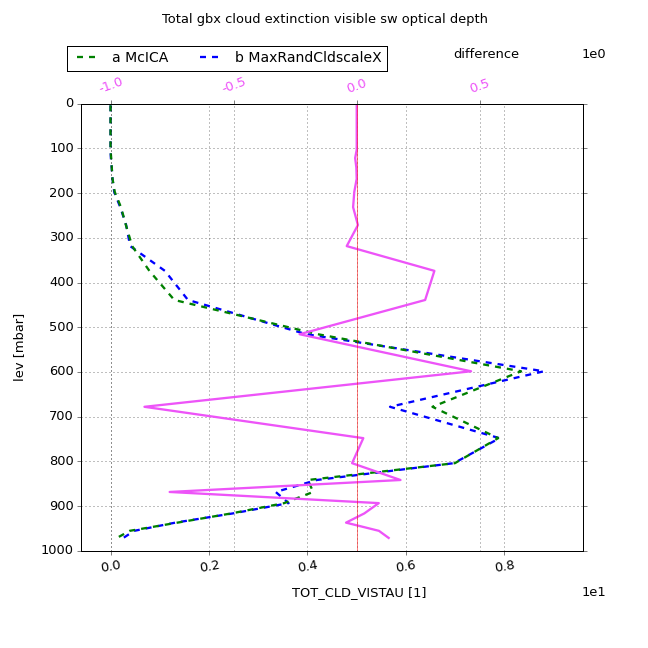 Total gbx cloud extinction visible sw optical depth
a McICA b MaxRandCldscaleX difference 1e0
-1.0 -0.5 0.0 0.5
0
100
200
300
400
500
600
700
800
900
1000
lev [mbar]
0.0 0.2 0.4 0.6 0.8
TOT_CLD_VISTAU [1] 1e1